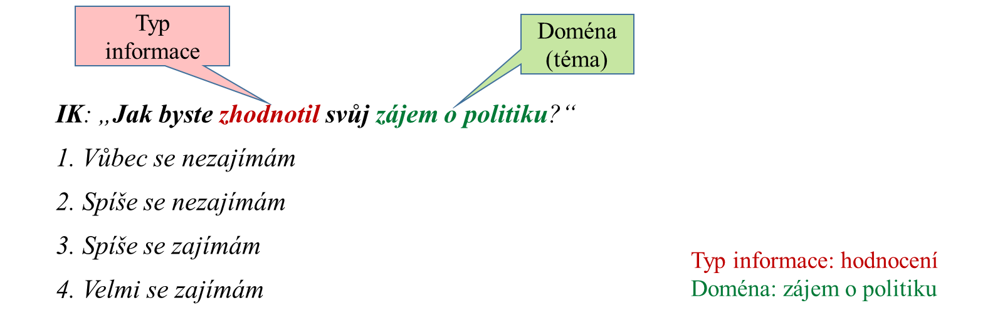 Typ
informace
Doména
(téma)
IK: „Jak byste zhodnotil svůj zájem o politiku?“
1. Vůbec se nezajímám
2. Spíše se nezajímám
3. Spíše se zajímám
4. Velmi se zajímám
Typ informace: hodnocení
Doména: zájem o politiku